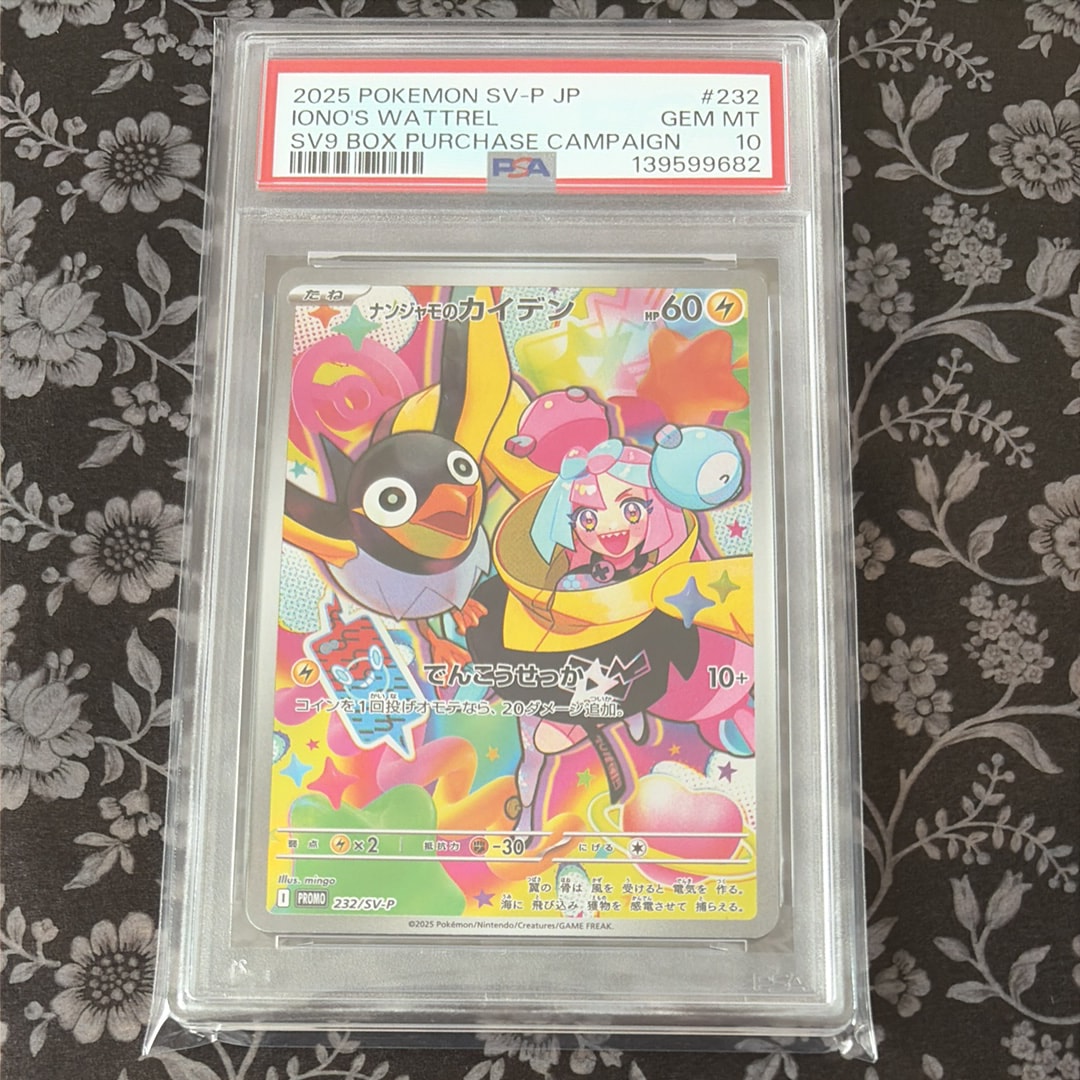 2025 POKEMON SV-P JP #232
IONO'S WATTREL GEM MT
SV9 BOX PURCHASE CAMPAIGN 10
PSA 139599682
たね ナンジャモのカイデン HP60
でんこうせっか 10+
コインを1回投げオモテなら、20ダメージ追加。
弱点 ×2 抵抗力 -30 にげる
Illus. mingo
翼の骨は風を受けると電気を作る。
海に飛び込み獲物を感電させて捕らえる。
I PROMO 232/SV-P
©2025 Pokémon/Nintendo/Creatures/GAME FREAK.
PSA